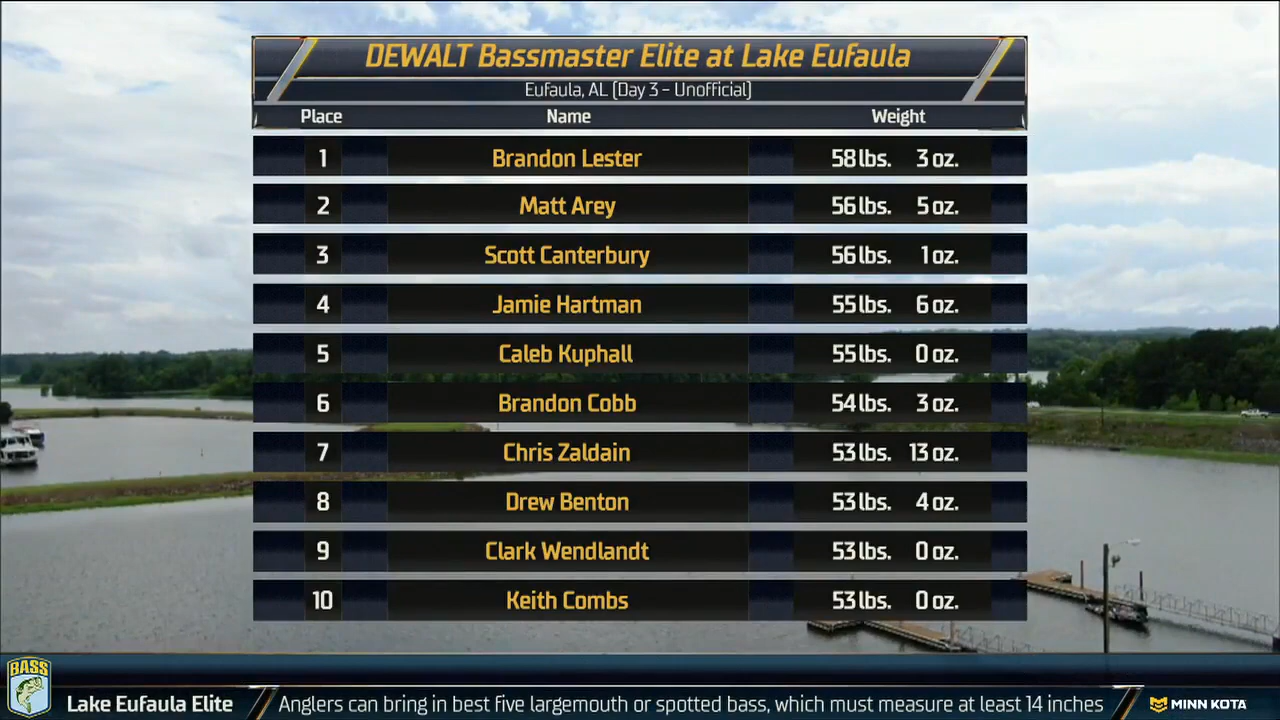 DEWALT Bassmaster Elite at Lake Eufaula
Eufaula, AL (Day 3 - Unofficial)
Place Name Weight
1 Brandon Lester 58 lbs. 3 oz.
2 Matt Arey 56 lbs. 5 oz.
3 Scott Canterbury 56 lbs. 1 oz.
4 Jamie Hartman 55 lbs. 6 oz.
5 Caleb Kuphall 55 lbs. 0 oz.
6 Brandon Cobb 54 lbs. 3 oz.
7 Chris Zaldain 53 lbs. 13 oz.
8 Drew Benton 53 lbs. 4 oz.
9 Clark Wendlandt 53 lbs. 0 oz.
10 Keith Combs 53 lbs. 0 oz.
BASS
Lake Eufaula Elite Anglers can bring in best five largemouth or spotted bass, which must measure at least 14 inches MINN KOTA